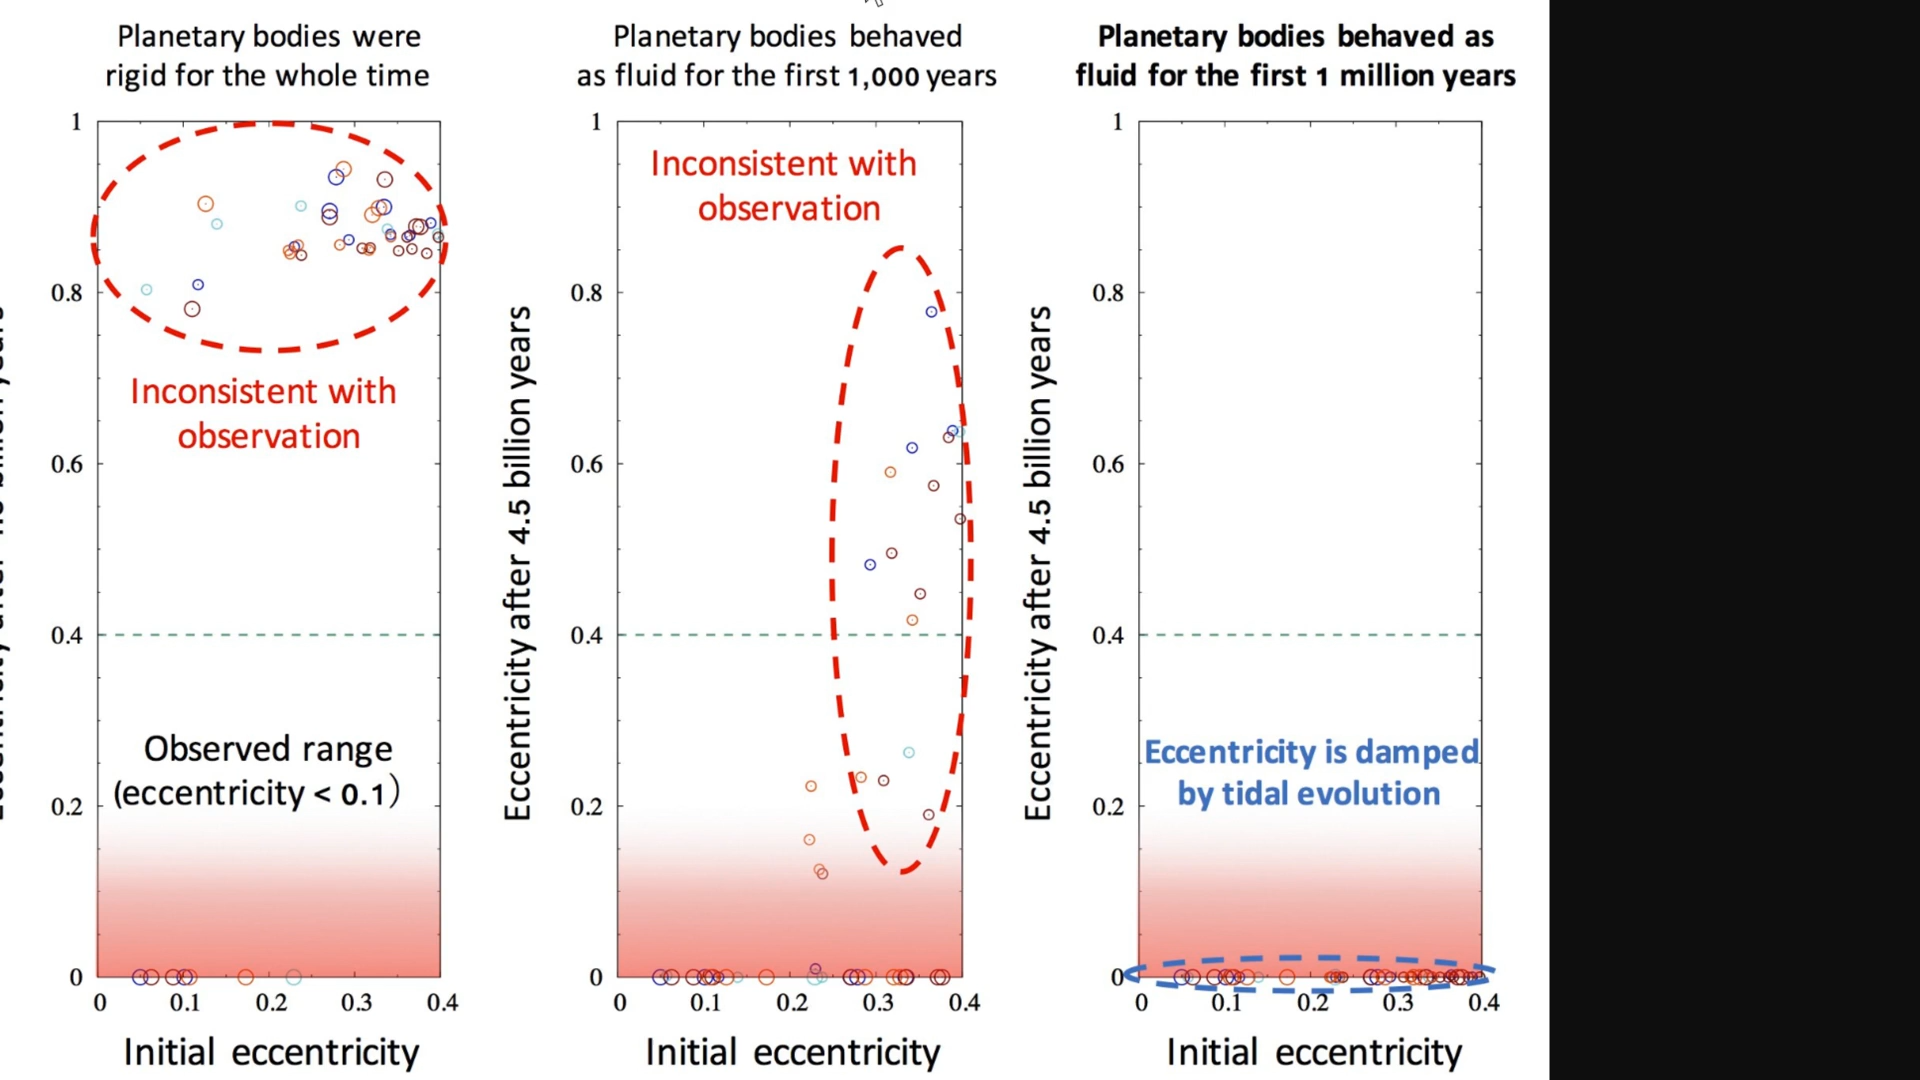 Planetary bodies were
rigid for the whole time
1
0.8
Inconsistent with
observation
0.6
0.4
Observed range
(eccentricity < 0.1)
0.2
0
0 0.1 0.2 0.3 0.4
Initial eccentricity
Planetary bodies behaved
as fluid for the first 1,000 years
Eccentricity after 4.5 billion years
1
Inconsistent with
observation
0.8
0.6
0.4
0.2
0
0 0.1 0.2 0.3 0.4
Initial eccentricity
Planetary bodies behaved as
fluid for the first 1 million years
Eccentricity after 4.5 billion years
1
0.8
0.6
0.4
Eccentricity is damped
by tidal evolution
0.2
0
0 0.1 0.2 0.3 0.4
Initial eccentricity